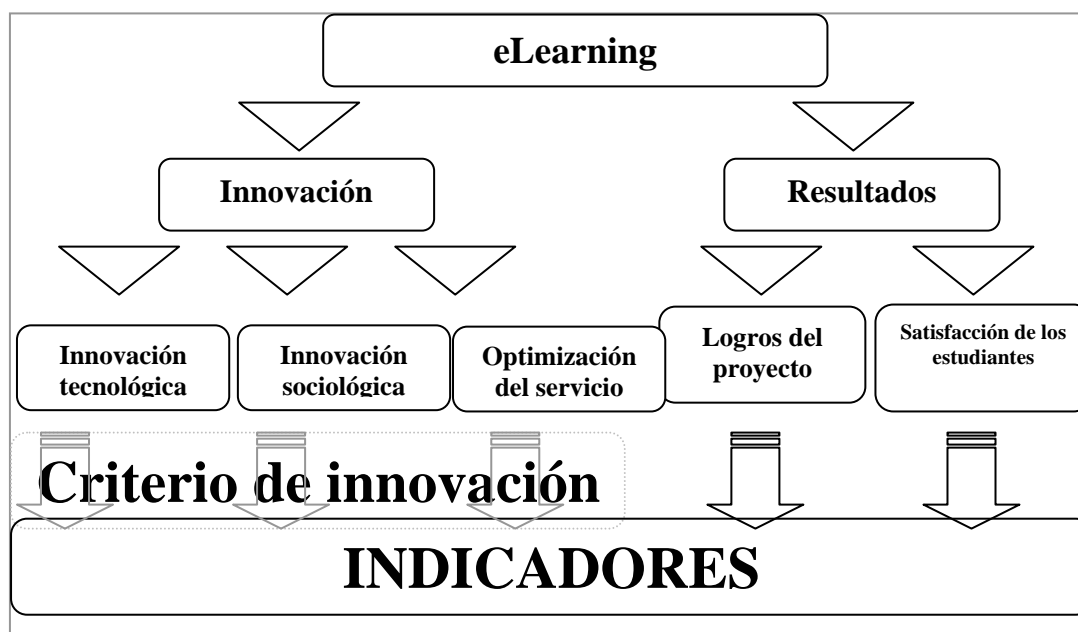 eLearning
Innovación
Resultados
Innovación
tecnológica
Innovación
sociológica
Optimización
del servicio
Logros del
proyecto
Satisfacción de los
estudiantes
Criterio de innovación
INDICADORES